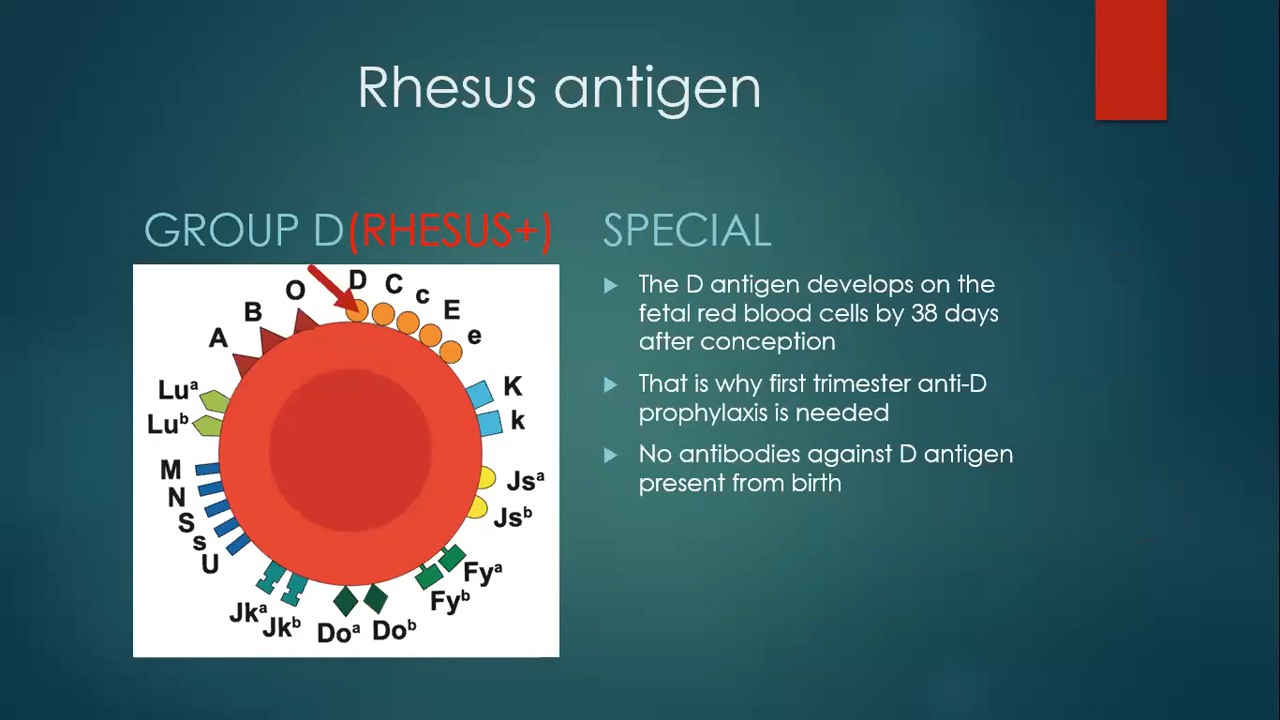 Rhesus antigen
GROUP D(RHESUS+)
SPECIAL
The D antigen develops on the
fetal red blood cells by 38 days
after conception
That is why first trimester anti-D
prophylaxis is needed
No antibodies against D antigen
present from birth
A
B
O
D
C
c
E
e
K
k
Jsᵃ
Jsᵇ
Fyᵃ
Fyᵇ
Doᵇ
Doᵃ
Jkᵇ
Jkᵃ
U
s
S
N
M
Luᵇ
Luᵃ